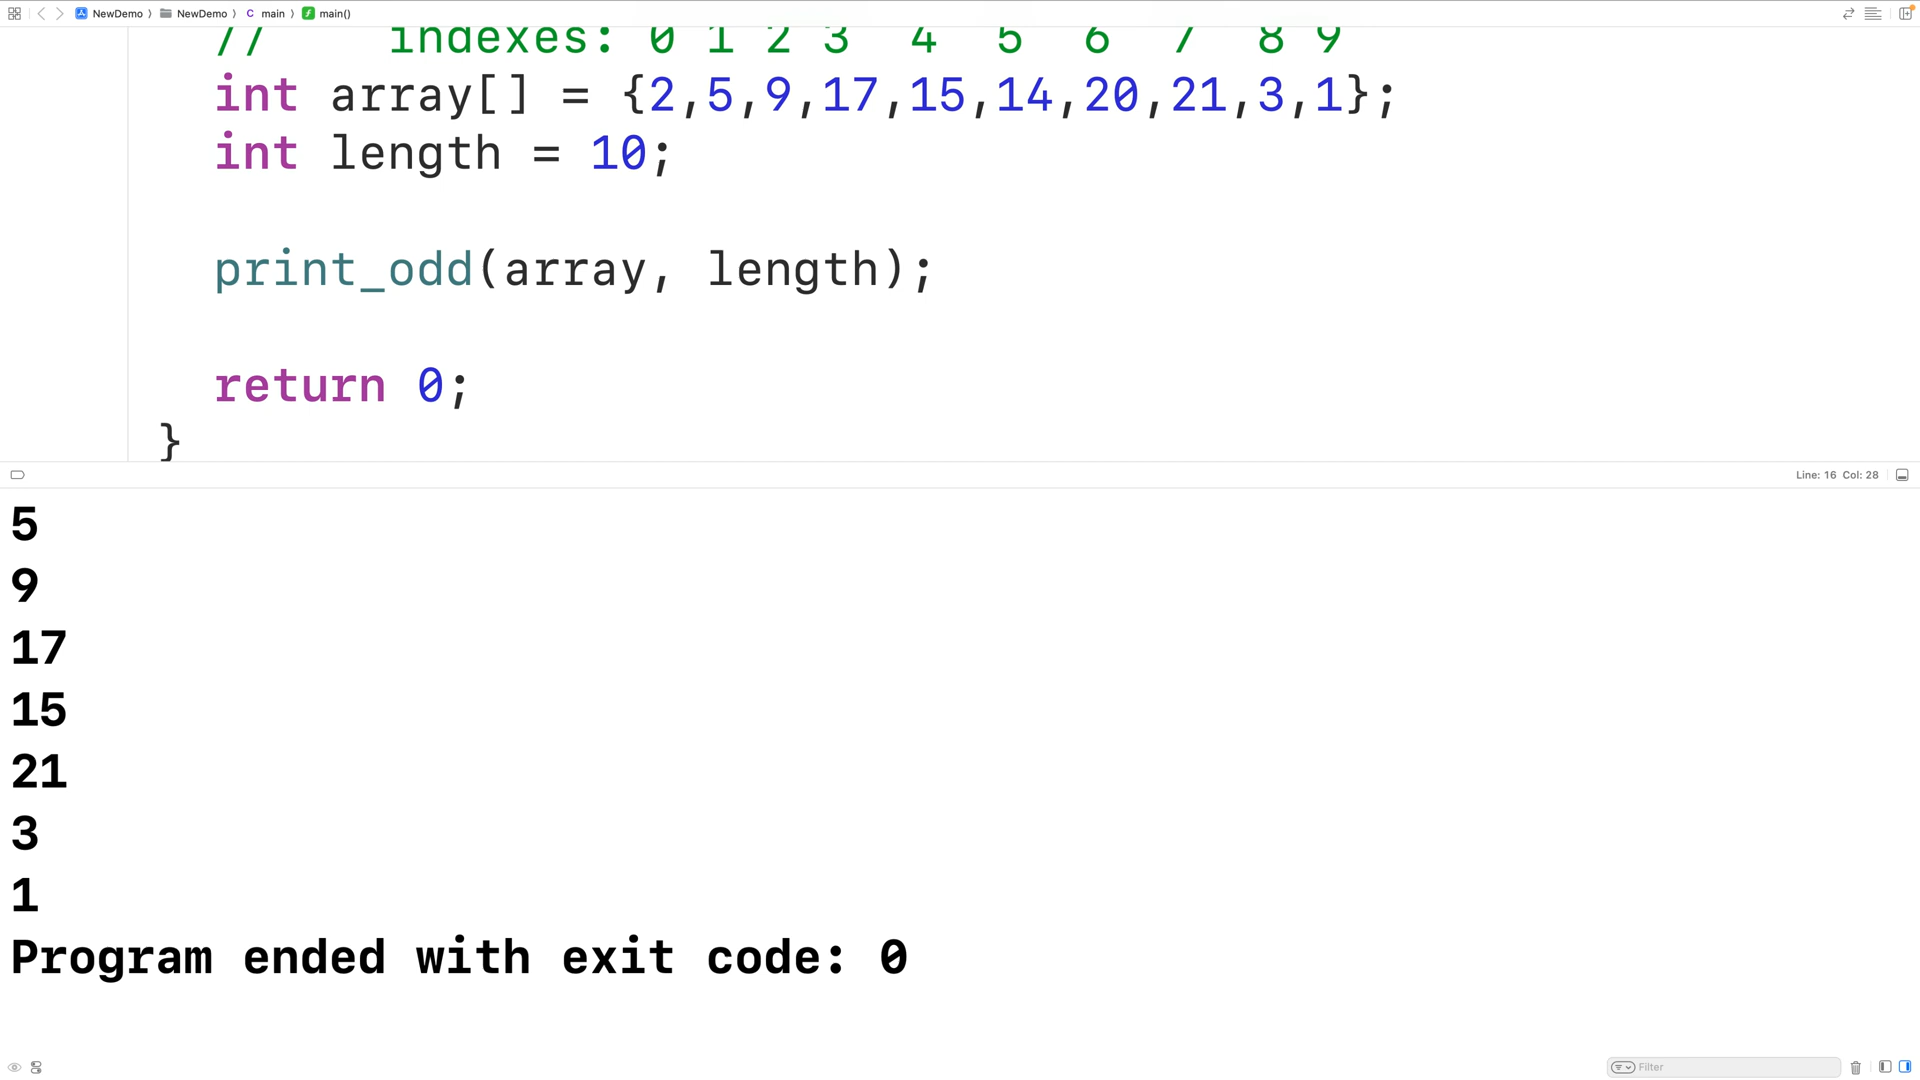 NewDemo NewDemo C main f main()
// indexes: 0 1 2 3 4 5 6 7 8 9
int array[] = {2,5,9,17,15,14,20,21,3,1};
int length = 10;
print_odd(array, length);
return 0;
}
Line: 16 Col: 28
5
9
17
15
21
3
1
Program ended with exit code: 0
Filter